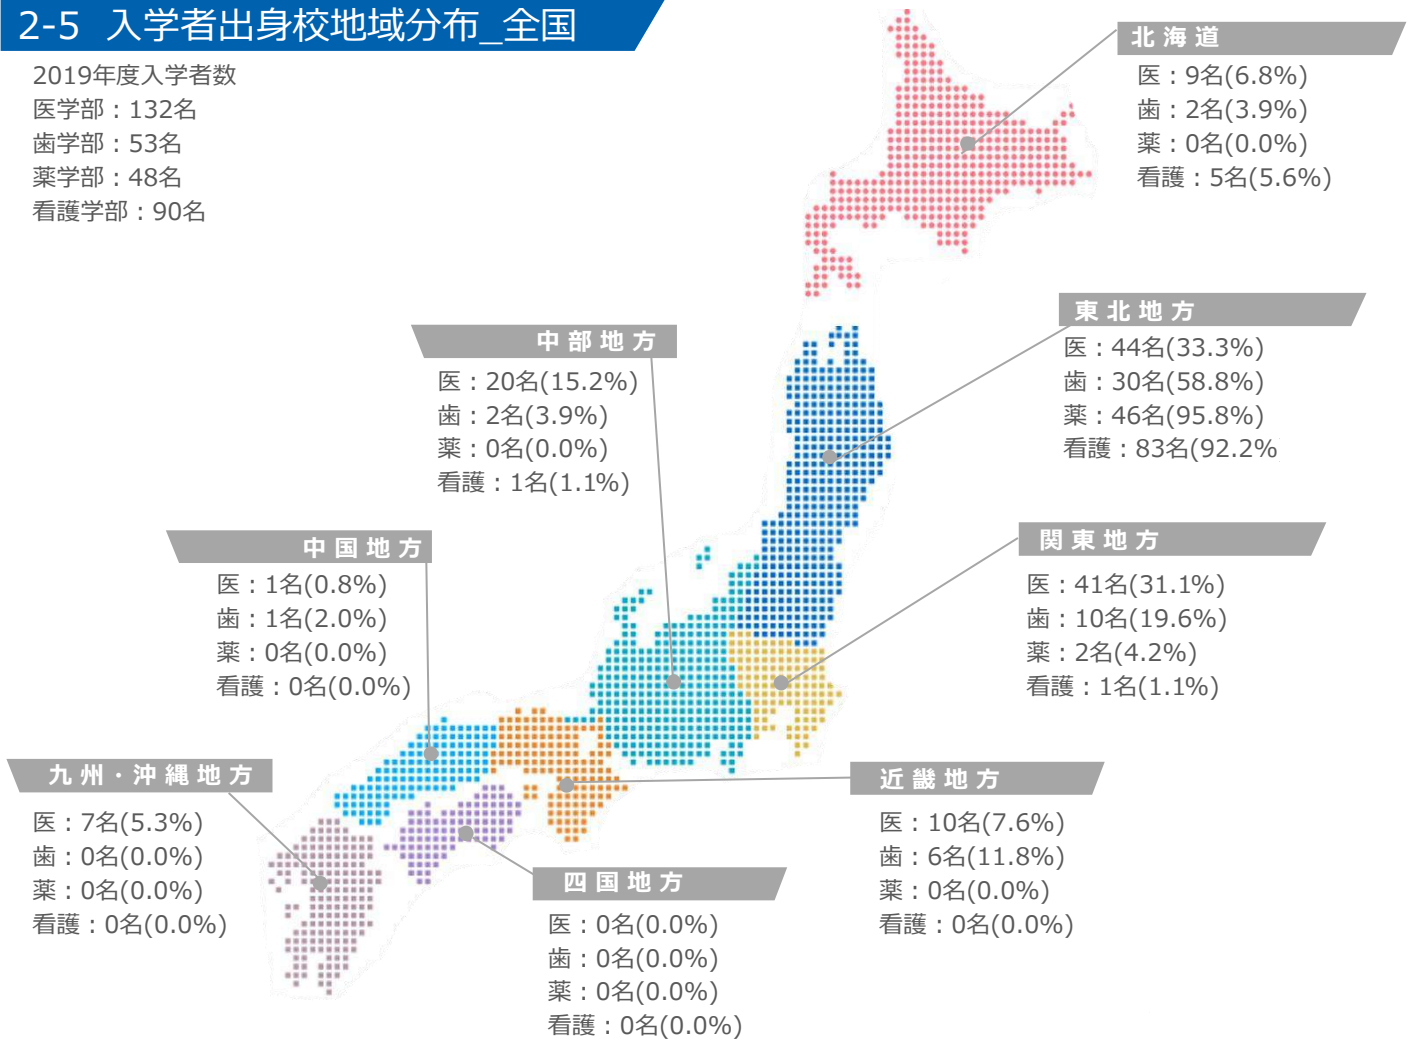 2-5 入学者出身校地域分布_全国
2019年度入学者数
医学部：132名
歯学部：53名
薬学部：48名
看護学部：90名
北海道
医：9名(6.8%)
歯：2名(3.9%)
薬：0名(0.0%)
看護：5名(5.6%)
東北地方
医：44名(33.3%)
歯：30名(58.8%)
薬：46名(95.8%)
看護：83名(92.2%
中部地方
医：20名(15.2%)
歯：2名(3.9%)
薬：0名(0.0%)
看護：1名(1.1%)
関東地方
医：41名(31.1%)
歯：10名(19.6%)
薬：2名(4.2%)
看護：1名(1.1%)
中国地方
医：1名(0.8%)
歯：1名(2.0%)
薬：0名(0.0%)
看護：0名(0.0%)
九州・沖縄地方
医：7名(5.3%)
歯：0名(0.0%)
薬：0名(0.0%)
看護：0名(0.0%)
近畿地方
医：10名(7.6%)
歯：6名(11.8%)
薬：0名(0.0%)
看護：0名(0.0%)
四国地方
医：0名(0.0%)
歯：0名(0.0%)
薬：0名(0.0%)
看護：0名(0.0%)